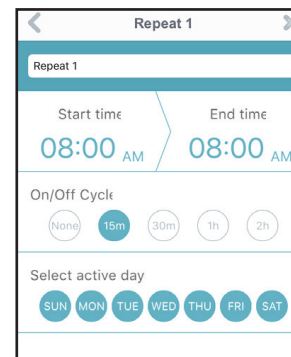 Repeat 1
Repeat 1
Start time End time
08:00 AM 08:00 AM
On/Off Cycle
None 15m 30m 1h 2h
Select active day
SUN MON TUE WED THU FRI SAT